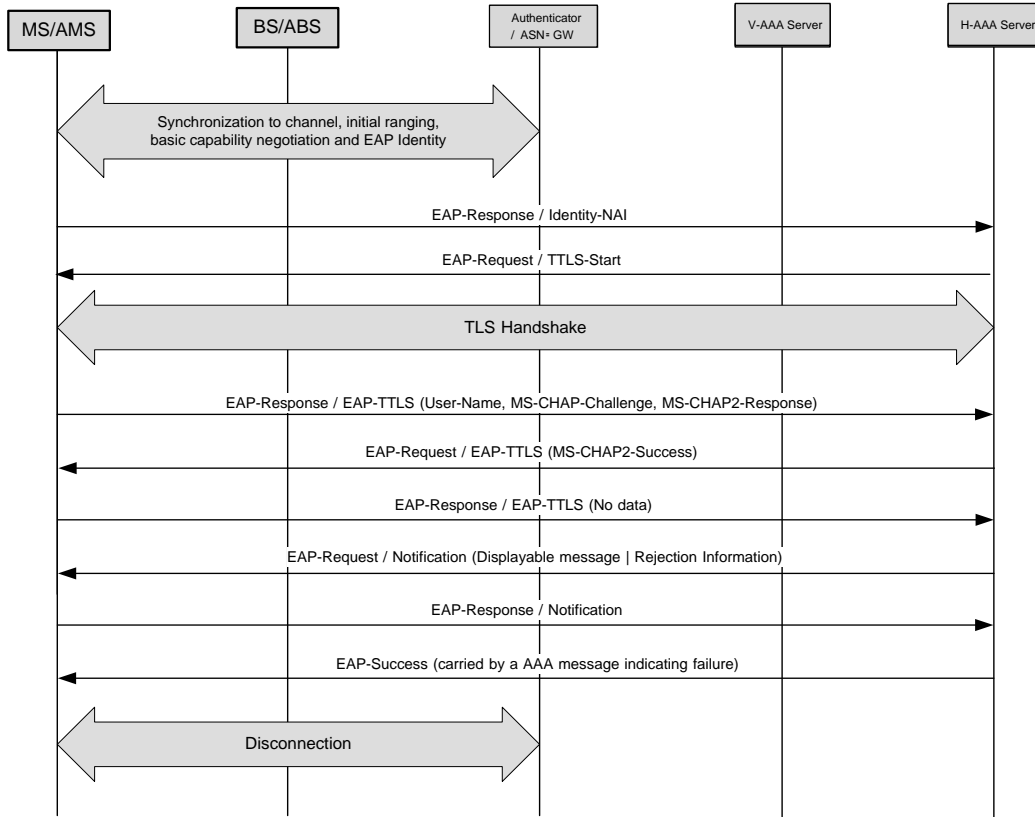 MS/AMS
BS/ABS
Authenticator
/ ASN- GW
V-AAA Server
H-AAA Server
Synchronization to channel, initial ranging,
basic capability negotiation and EAP Identity
EAP-Response / Identity-NAI
EAP-Request / TTLS-Start
TLS Handshake
EAP-Response / EAP-TTLS (User-Name, MS-CHAP-Challenge, MS-CHAP2-Response)
EAP-Request / EAP-TTLS (MS-CHAP2-Success)
EAP-Response / EAP-TTLS (No data)
EAP-Request / Notification (Displayable message | Rejection Information)
EAP-Response / Notification
EAP-Success (carried by a AAA message indicating failure)
Disconnection